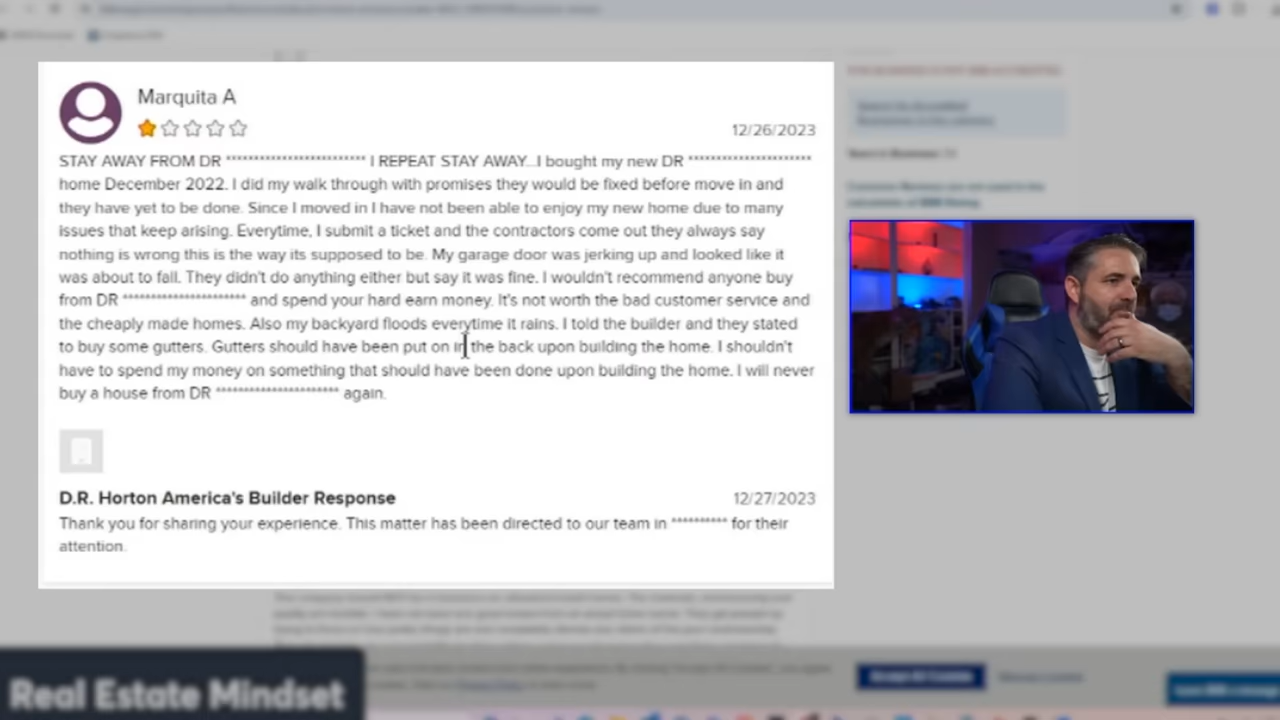 Marquita A
12/26/2023
STAY AWAY FROM DR ************************* I REPEAT STAY AWAY...I bought my new DR **********************
home December 2022. I did my walk through with promises they would be fixed before move in and
they have yet to be done. Since I moved in I have not been able to enjoy my new home due to many
issues that keep arising. Everytime, I submit a ticket and the contractors come out they always say
nothing is wrong this is the way its supposed to be. My garage door was jerking up and looked like it
was about to fall. They didn't do anything either but say it was fine. I wouldn't recommend anyone buy
from DR ********************** and spend your hard earn money. It's not worth the bad customer service and
the cheaply made homes. Also my backyard floods everytime it rains. I told the builder and they stated
to buy some gutters. Gutters should have been put on in the back upon building the home. I shouldn't
have to spend my money on something that should have been done upon building the home. I will never
buy a house from DR ********************** again.
D.R. Horton America's Builder Response
12/27/2023
Thank you for sharing your experience. This matter has been directed to our team in ********** for their
attention.
Real Estate Mindset